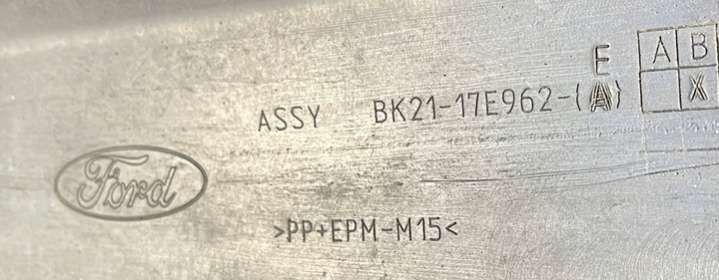 E
A B
ASSY BK21-17E962-(A)
X
Ford
>PP+EPM-M15<